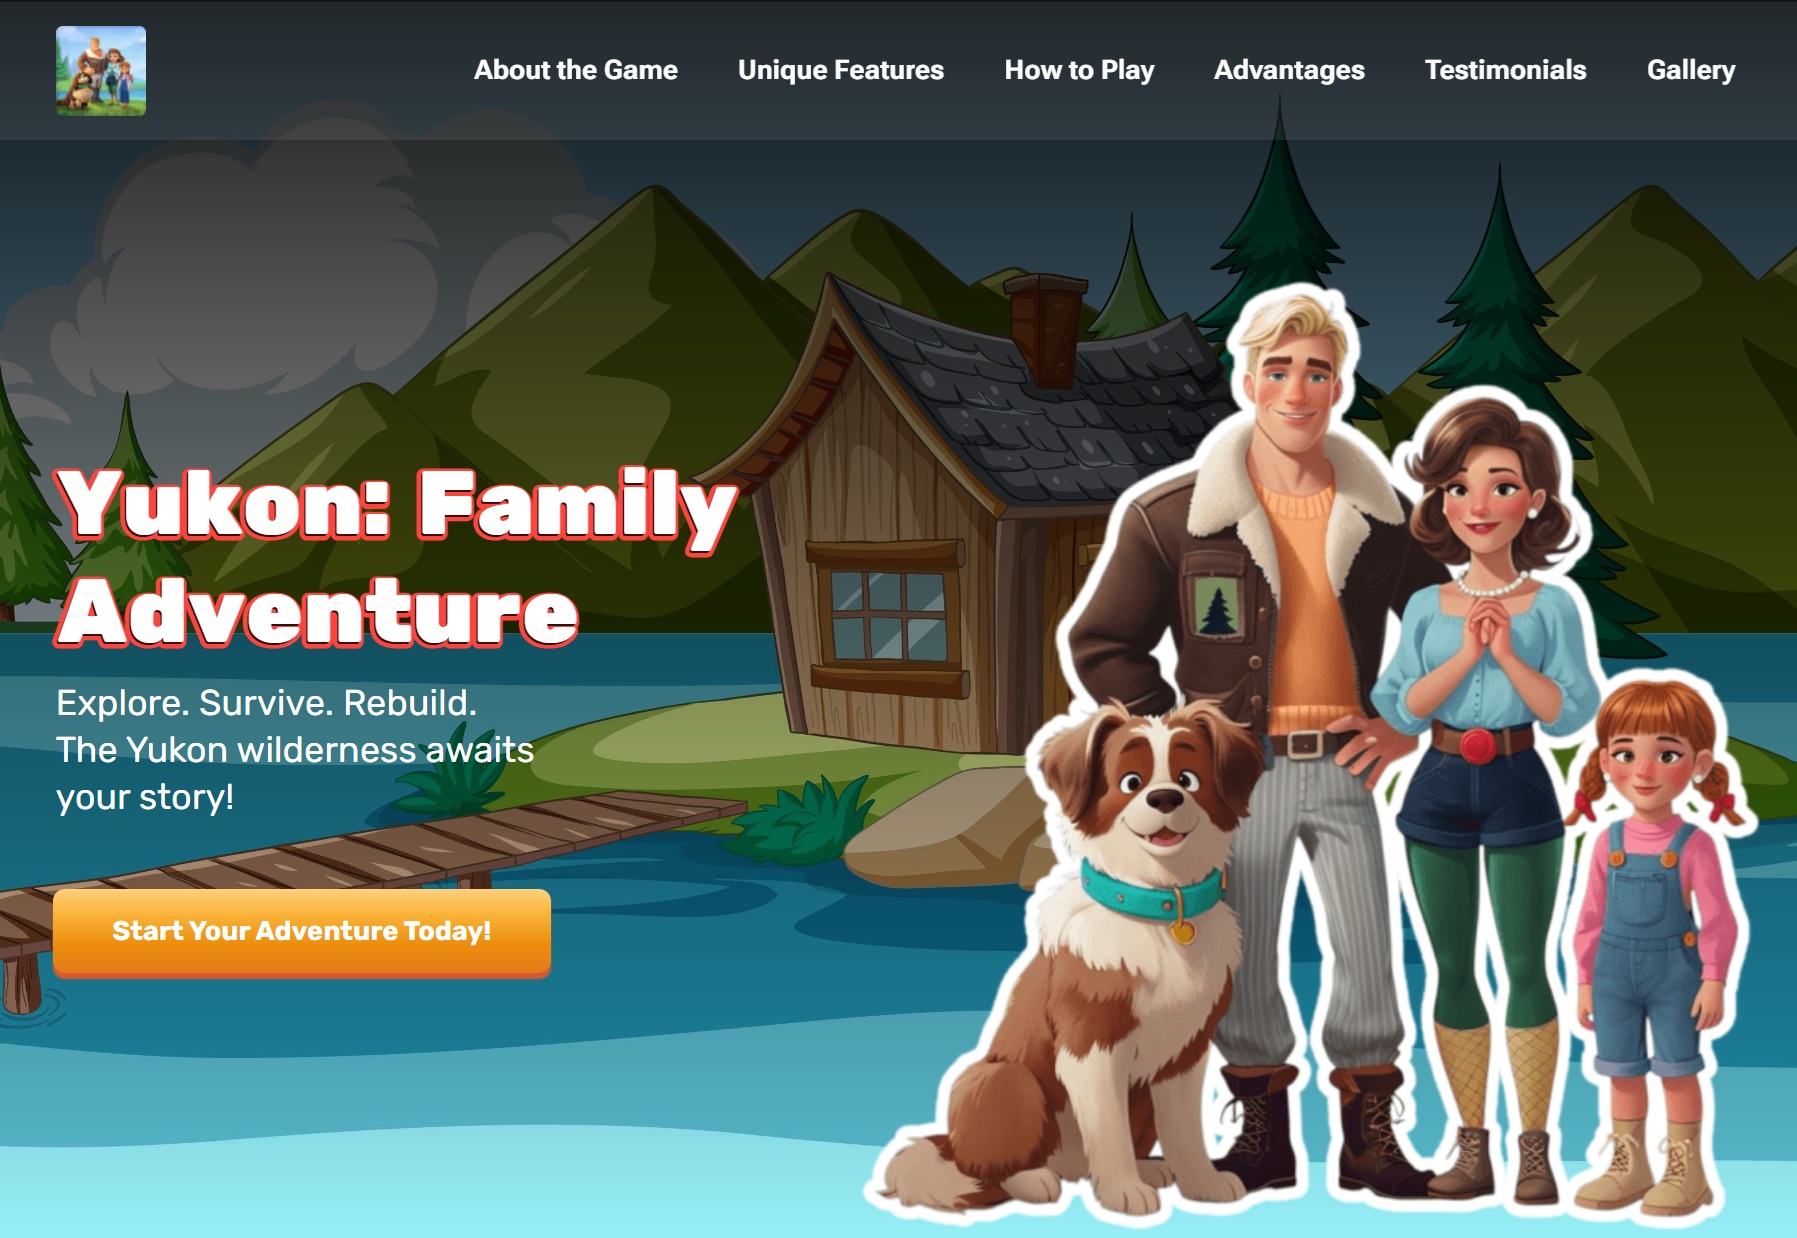 About the Game Unique Features How to Play Advantages Testimonials Gallery
Yukon: Family
Adventure
Explore. Survive. Rebuild.
The Yukon wilderness awaits
your story!
Start Your Adventure Today!